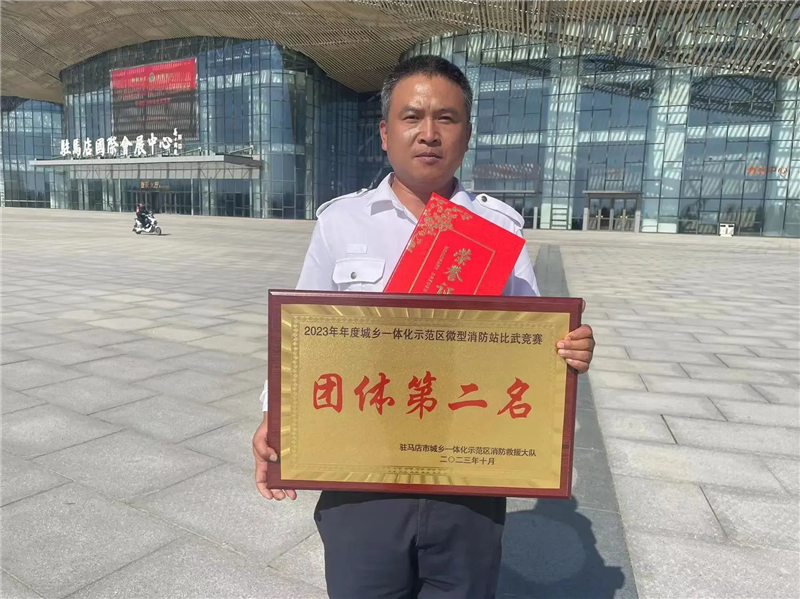 驻马店国際會展中心
荣誉证
2023年年度城乡一体化示范区微型消防站比武竞赛
团体第二名
驻马店市城乡一体化示范区消防救援大队
二〇二三年十月